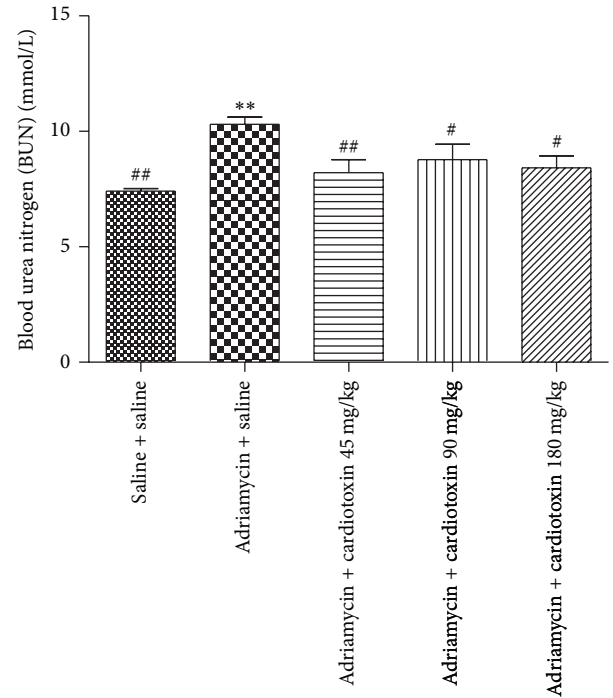 Blood urea nitrogen (BUN) (mmol/L)
15
10
5
0
##
**
##
#
#
Saline + saline
Adriamycin + saline
Adriamycin + cardiotoxin 45 mg/kg
Adriamycin + cardiotoxin 90 mg/kg
Adriamycin + cardiotoxin 180 mg/kg